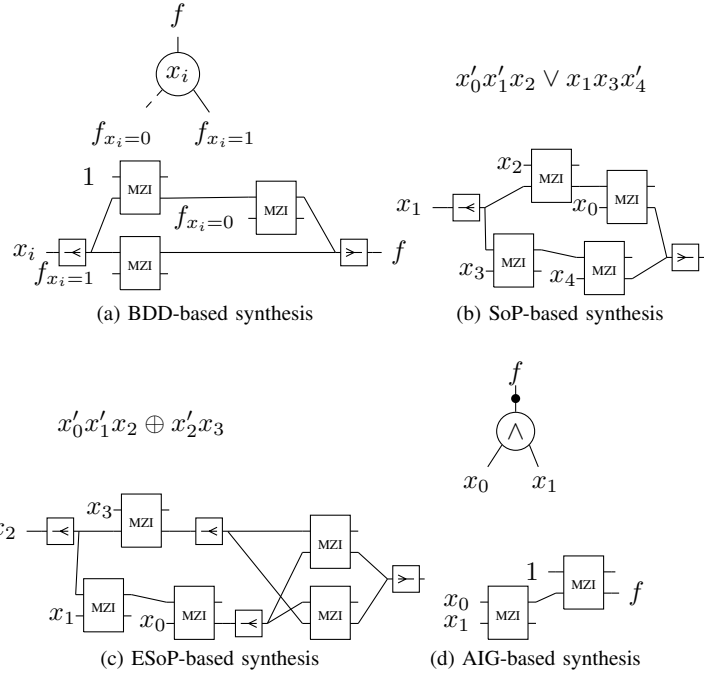 f
x_i
f_{x_i=0} f_{x_i=1}
1 MZI
MZI
f_{x_i=0}
x_i f
f_{x_i=1} MZI
(a) BDD-based synthesis
x′_0x′_1x_2 ∨ x_1x_3x′_4
x_2 MZI
x_1 x_0 MZI
x_3 MZI x_4 MZI
(b) SoP-based synthesis
x′_0x′_1x_2 ⊕ x′_2x_3
x_3 MZI
x_2 MZI
x_1 MZI x_0 MZI MZI
(c) ESoP-based synthesis
f
∧
x_0 x_1
1 MZI
x_0 f
x_1 MZI
(d) AIG-based synthesis